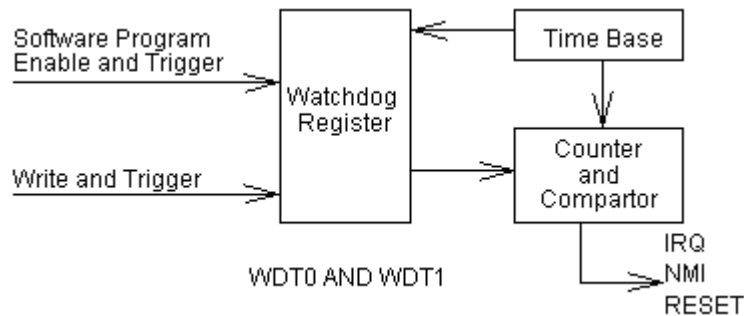 Software Program
Enable and Trigger
Write and Trigger
Watchdog
Register
Time Base
Counter
and
Compartor
IRQ
NMI
RESET
WDT0 AND WDT1